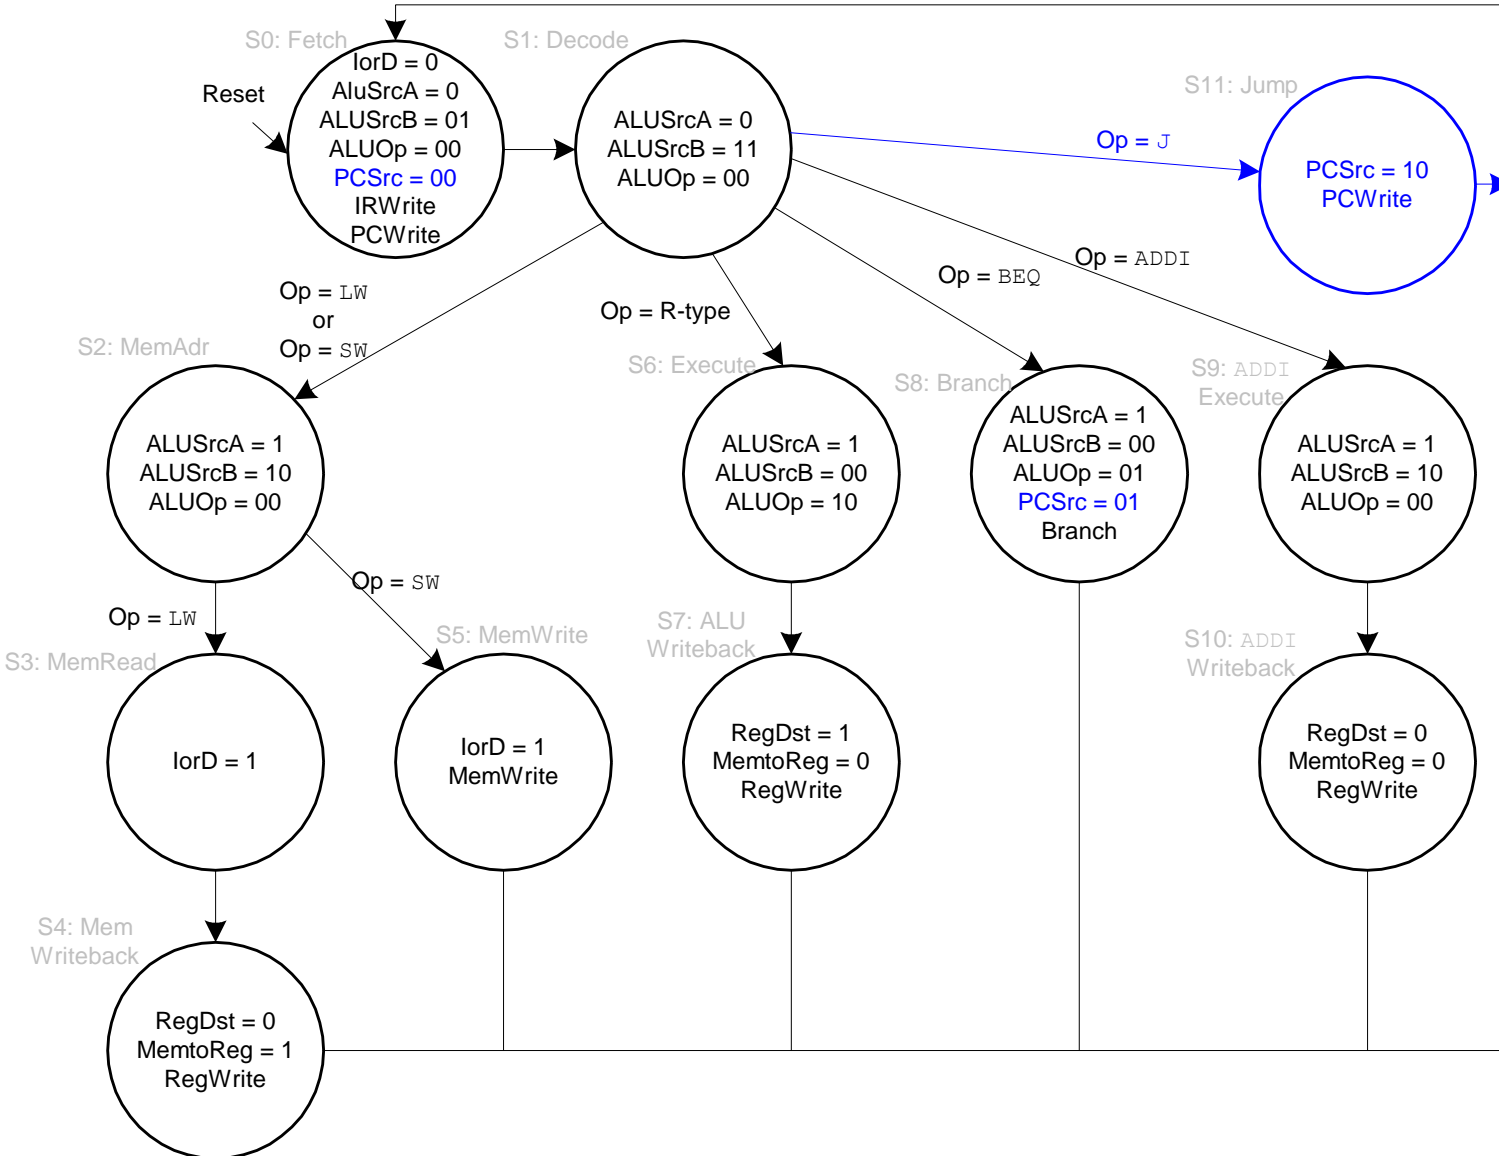 S0: Fetch
S1: Decode
Reset
IorD = 0
AluSrcA = 0
ALUSrcB = 01
ALUOp = 00
PCSrc = 00
IRWrite
PCWrite
ALUSrcA = 0
ALUSrcB = 11
ALUOp = 00
S11: Jump
Op = J
PCSrc = 10
PCWrite
Op = LW
or
Op = SW
Op = R-type
Op = BEQ
Op = ADDI
S2: MemAdr
S6: Execute
S8: Branch
S9: ADDI
Execute
ALUSrcA = 1
ALUSrcB = 10
ALUOp = 00
ALUSrcA = 1
ALUSrcB = 00
ALUOp = 10
ALUSrcA = 1
ALUSrcB = 00
ALUOp = 01
PCSrc = 01
Branch
ALUSrcA = 1
ALUSrcB = 10
ALUOp = 00
Op = LW
Op = SW
S3: MemRead
S5: MemWrite
S7: ALU
Writeback
S10: ADDI
Writeback
IorD = 1
IorD = 1
MemWrite
RegDst = 1
MemtoReg = 0
RegWrite
RegDst = 0
MemtoReg = 0
RegWrite
S4: Mem
Writeback
RegDst = 0
MemtoReg = 1
RegWrite